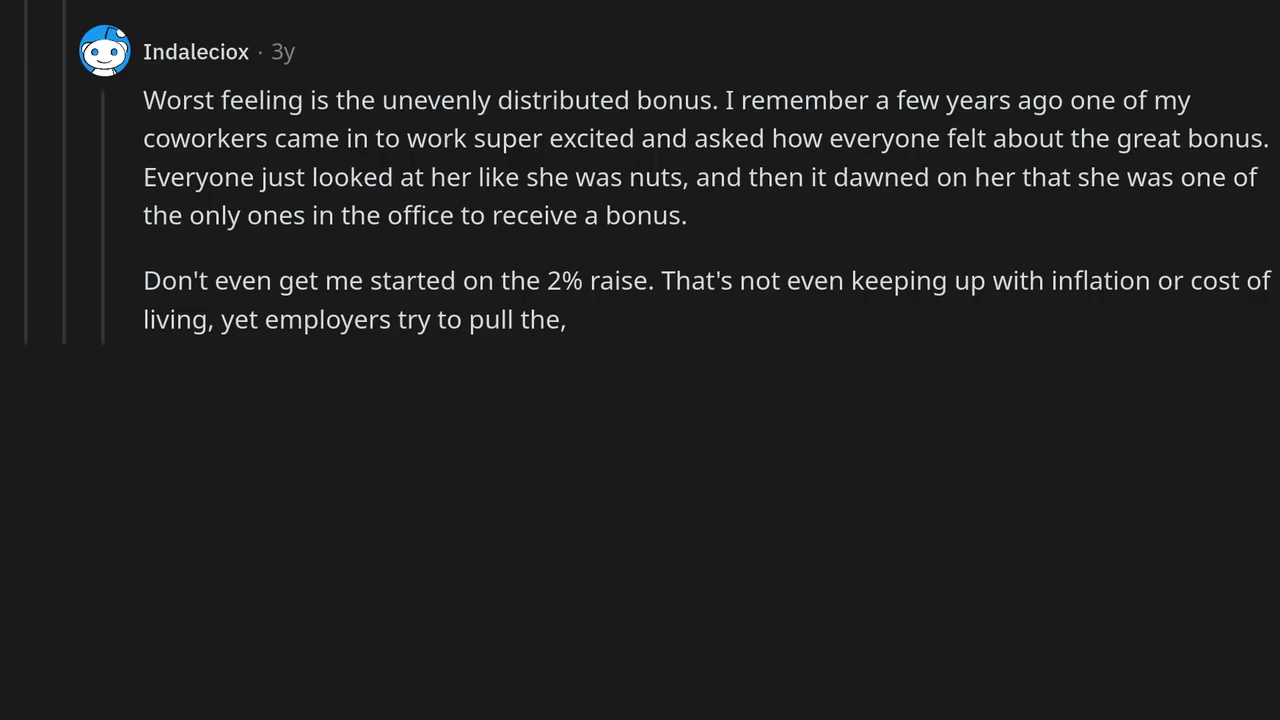 Indaleciox · 3y
Worst feeling is the unevenly distributed bonus. I remember a few years ago one of my
coworkers came in to work super excited and asked how everyone felt about the great bonus.
Everyone just looked at her like she was nuts, and then it dawned on her that she was one of
the only ones in the office to receive a bonus.
Don't even get me started on the 2% raise. That's not even keeping up with inflation or cost of
living, yet employers try to pull the,